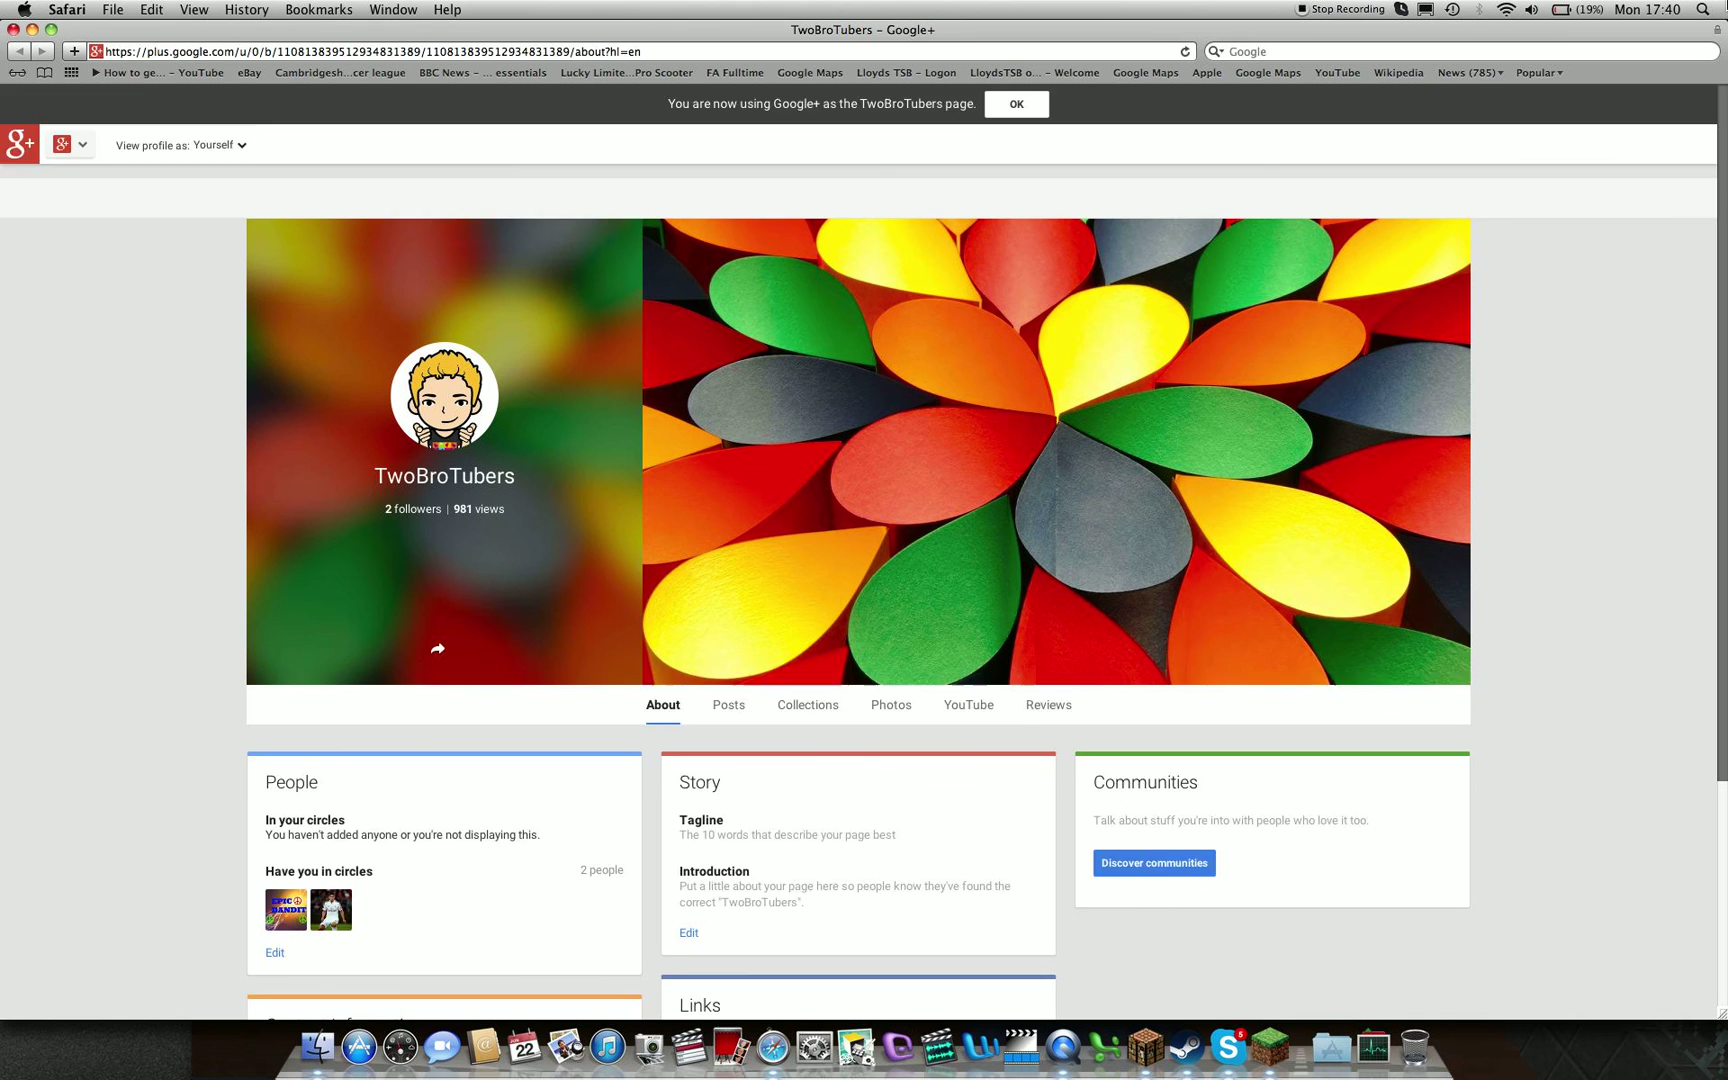 Safari File Edit View History Bookmarks Window Help Stop Recording (19%) Mon 17:40
TwoBroTubers – Google+
https://plus.google.com/u/0/b/110813839512934831389/110813839512934831389/about?hl=en Google
How to ge... – YouTube eBay Cambridgesh...cer league BBC News – ... essentials Lucky Limite...Pro Scooter FA Fulltime Google Maps Lloyds TSB – Logon LloydsTSB o... – Welcome Google Maps Apple Google Maps YouTube Wikipedia News (785) Popular
You are now using Google+ as the TwoBroTubers page. OK
g+ g+ View profile as: Yourself
TwoBroTubers
2 followers | 981 views
About Posts Collections Photos YouTube Reviews
People
In your circles
You haven't added anyone or you're not displaying this.
Have you in circles 2 people
EPIC
BANDIT
Edit
Story
Tagline
The 10 words that describe your page best
Introduction
Put a little about your page here so people know they've found the
correct "TwoBroTubers".
Edit
Links
Communities
Talk about stuff you're into with people who love it too.
Discover communities
22
5